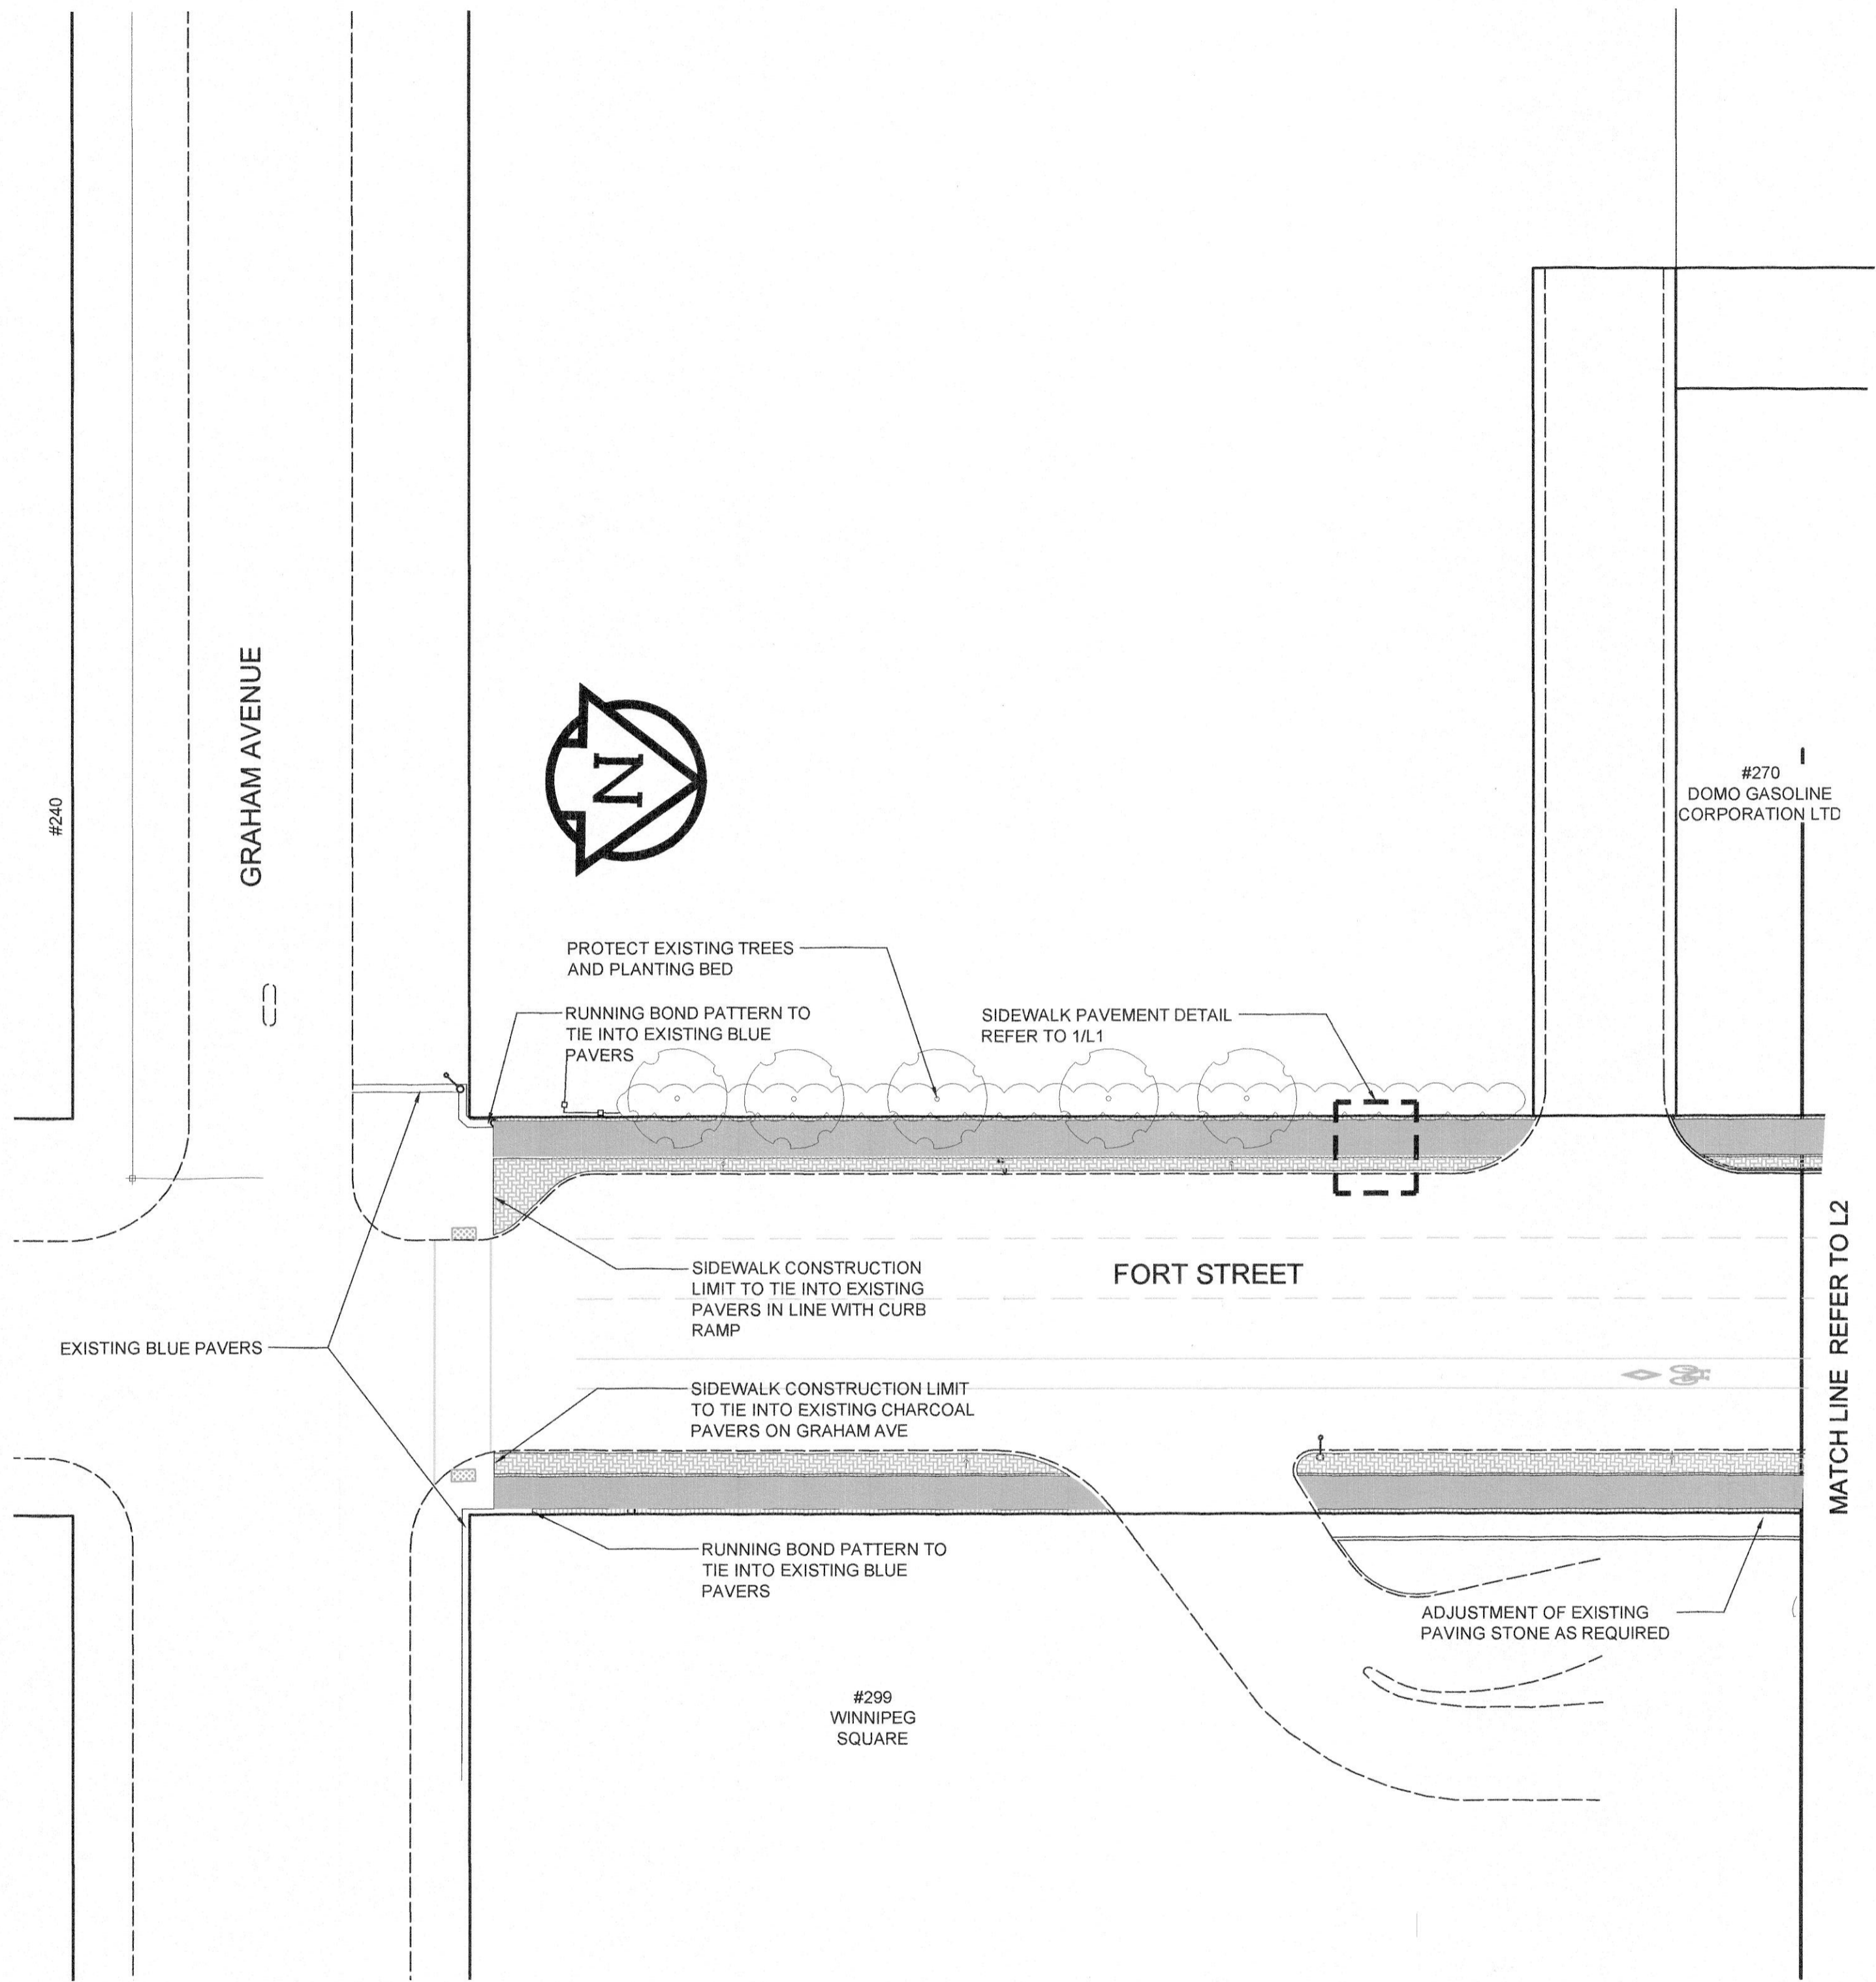 #240
GRAHAM AVENUE
N
#270
DOMO GASOLINE
CORPORATION LTD
PROTECT EXISTING TREES
AND PLANTING BED
RUNNING BOND PATTERN TO
TIE INTO EXISTING BLUE
PAVERS
SIDEWALK PAVEMENT DETAIL
REFER TO 1/L1
SIDEWALK CONSTRUCTION
LIMIT TO TIE INTO EXISTING
PAVERS IN LINE WITH CURB
RAMP
FORT STREET
MATCH LINE REFER TO L2
EXISTING BLUE PAVERS
SIDEWALK CONSTRUCTION LIMIT
TO TIE INTO EXISTING CHARCOAL
PAVERS ON GRAHAM AVE
RUNNING BOND PATTERN TO
TIE INTO EXISTING BLUE
PAVERS
ADJUSTMENT OF EXISTING
PAVING STONE AS REQUIRED
#299
WINNIPEG
SQUARE